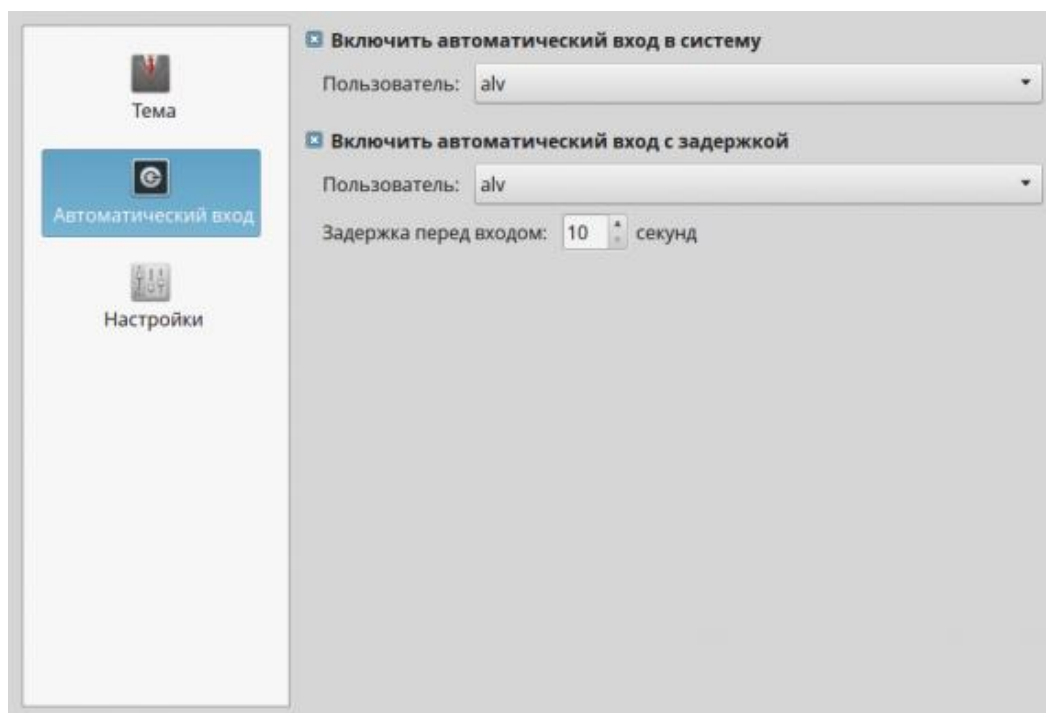 Тема
Автоматический вход
Настройки
Включить автоматический вход в систему
Пользователь: alv
Включить автоматический вход с задержкой
Пользователь: alv
Задержка перед входом: 10 секунд